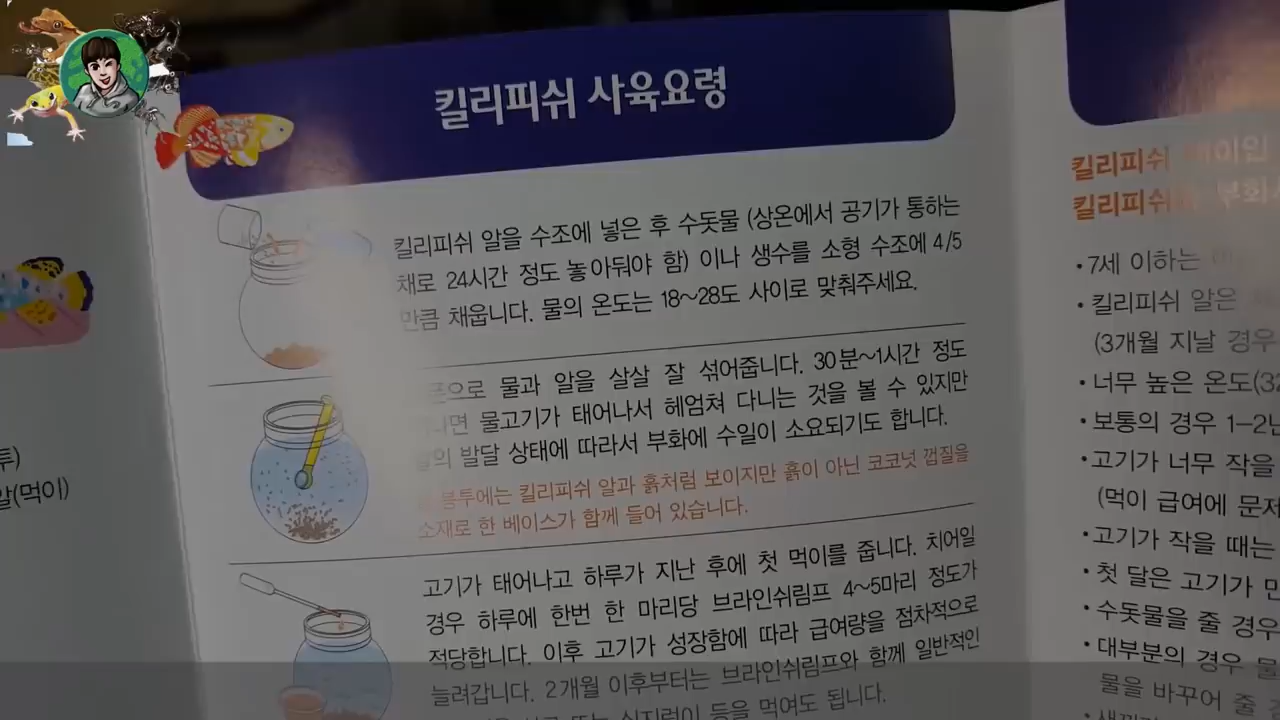 킬리피쉬 사육요령
킬리피쉬 알을 수조에 넣은 후 수돗물 (상온에서 공기가 통하는
채로 24시간 정도 놓아둬야 함) 이나 생수를 소형 수조에 4/5
만큼 채웁니다. 물의 온도는 18~28도 사이로 맞춰주세요.
물과 알을 살살 잘 섞어줍니다. 30분~1시간 정도
물고기가 태어나서 헤엄쳐 다니는 것을 볼 수 있지만
발달 상태에 따라서 부화에 수일이 소요되기도 합니다.
봉투에는 킬리피쉬 알과 흙처럼 보이지만 흙이 아닌 코코넛 껍질을
소재로 한 베이스가 함께 들어 있습니다.
고기가 태어나고 하루가 지난 후에 첫 먹이를 줍니다. 치어일
경우 하루에 한번 한 마리당 브라인쉬림프 4~5마리 정도가
적당합니다. 이후 고기가 성장함에 따라 급여량을 점차적으로
늘려갑니다. 2개월 이후부터는 브라인쉬림프와 함께 일반적인
등을 먹여도 됩니다.
알(먹이)
킬리피쉬
킬리피쉬
• 7세 이하는
• 킬리피쉬 알은
(3개월 지날 경우
• 너무 높은 온도
• 보통의 경우 1-2년
• 고기가 너무 작을
(먹이 급여에 문제
• 고기가 작을 때는
• 첫 달은 고기가
• 수돗물을 줄 경우
• 대부분의 경우
물을 바꾸어 줄